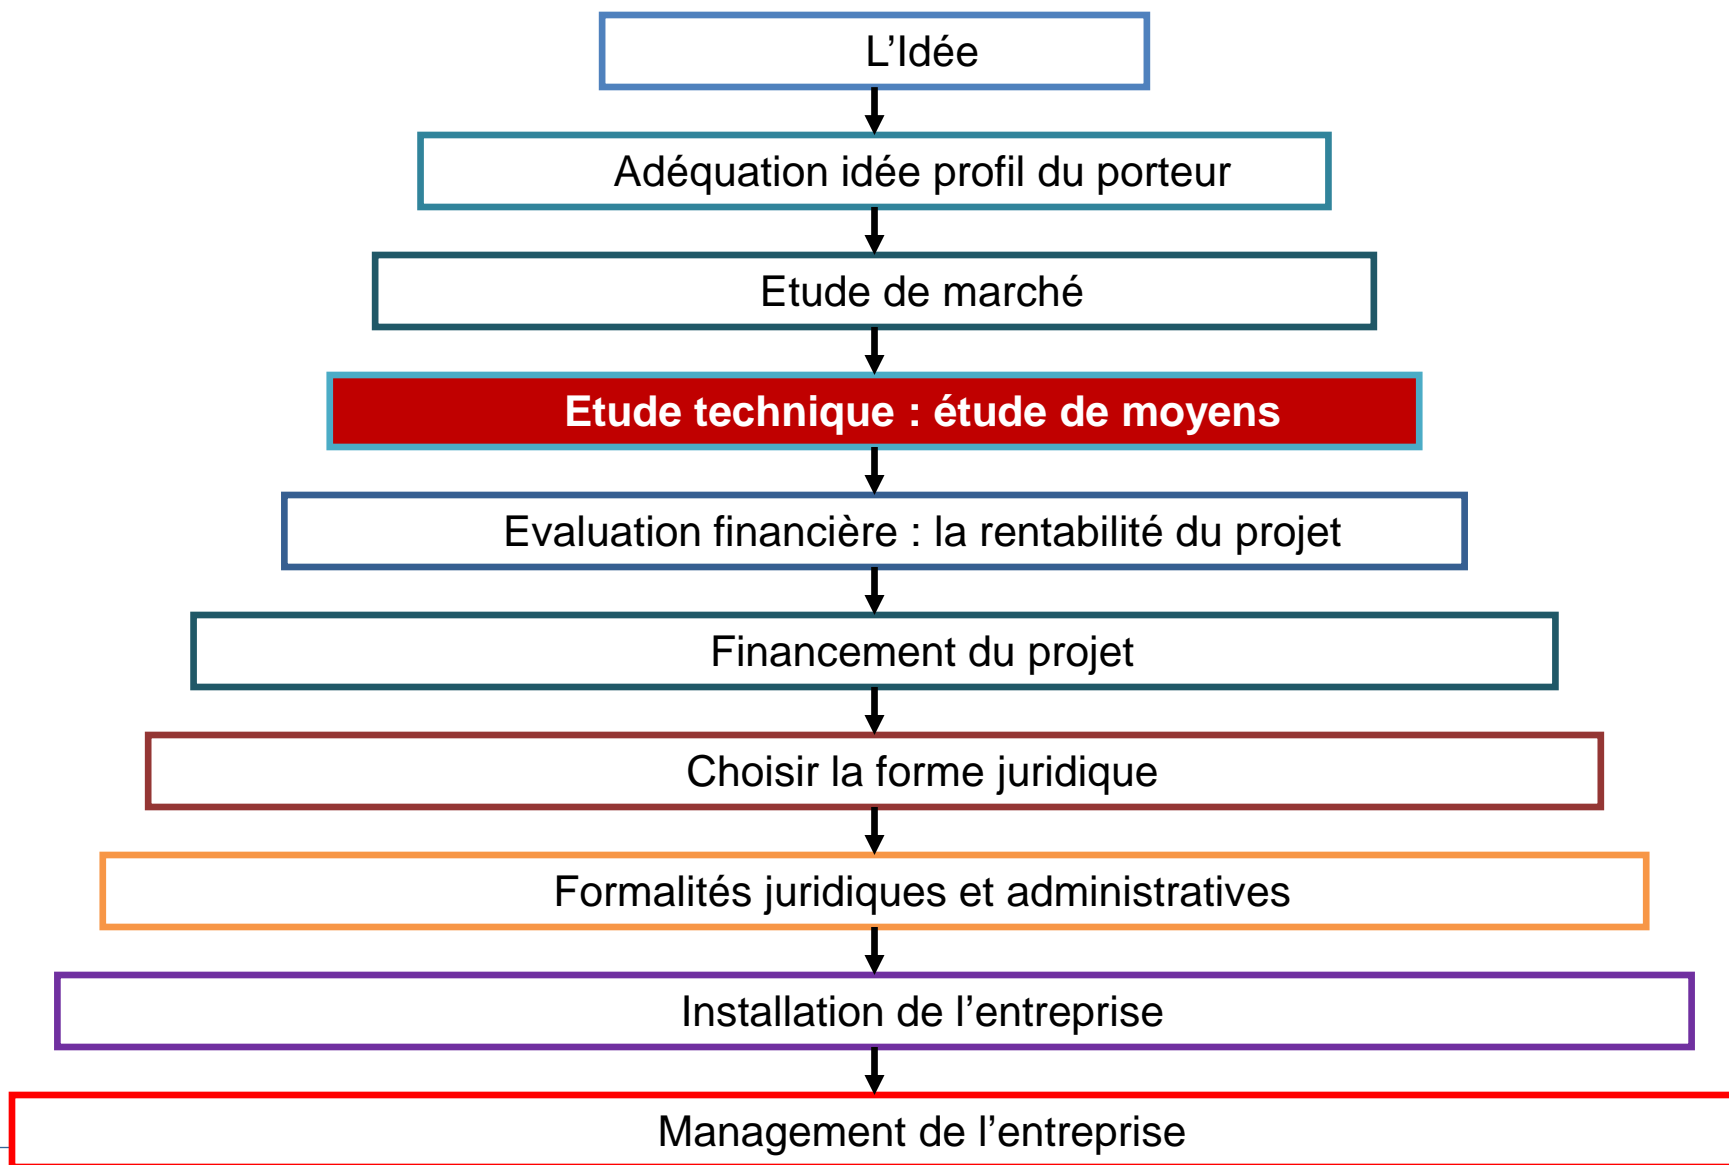 L’Idée
Adéquation idée profil du porteur
Etude de marché
Etude technique : étude de moyens
Evaluation financière : la rentabilité du projet
Financement du projet
Choisir la forme juridique
Formalités juridiques et administratives
Installation de l’entreprise
Management de l’entreprise